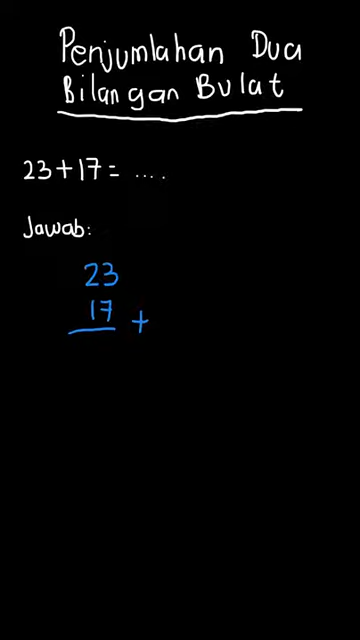 Penjumlahan Dua
Bilangan Bulat
23+17= ....
Jawab:
23
17 +